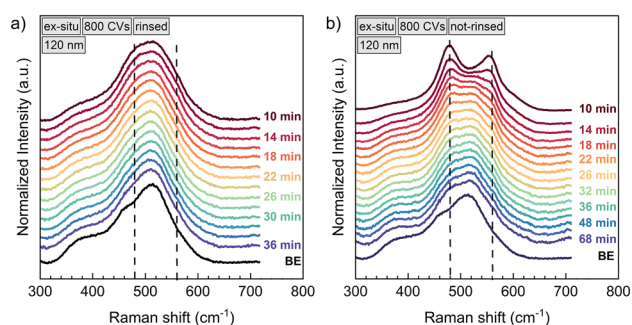 a)
ex-situ 800 CVs rinsed
120 nm
Normalized Intensity (a.u.)
10 min
14 min
18 min
22 min
26 min
30 min
36 min
BE
300 400 500 600 700 800
Raman shift (cm-1)
b)
ex-situ 800 CVs not-rinsed
120 nm
Normalized Intensity (a.u.)
10 min
14 min
18 min
22 min
26 min
32 min
36 min
48 min
68 min
BE
300 400 500 600 700 800
Raman shift (cm-1)